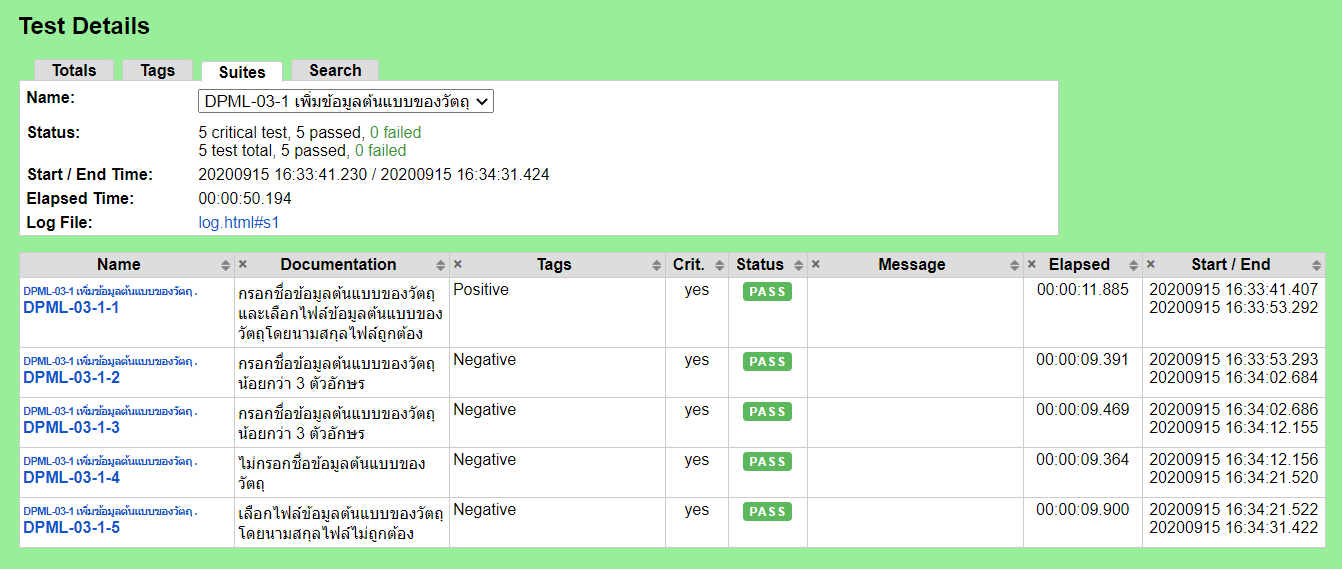 Test Details
Totals Tags Suites Search
Name: DPML-03-1 เพิ่มข้อมูลต้นแบบของวัตถุ
Status: 5 critical test, 5 passed, 0 failed
5 test total, 5 passed, 0 failed
Start / End Time: 20200915 16:33:41.230 / 20200915 16:34:31.424
Elapsed Time: 00:00:50.194
Log File: log.html#s1
Name × Documentation × Tags Crit. Status × Message × Elapsed × Start / End
DPML-03-1 เพิ่มข้อมูลต้นแบบของวัตถุ . กรอกชื่อข้อมูลต้นแบบของวัตถุ Positive yes PASS 00:00:11.885 20200915 16:33:41.407
DPML-03-1-1 และเลือกไฟล์ข้อมูลต้นแบบของ 20200915 16:33:53.292
วัตถุโดยนามสกุลไฟล์ถูกต้อง
DPML-03-1 เพิ่มข้อมูลต้นแบบของวัตถุ . กรอกชื่อข้อมูลต้นแบบของวัตถุ Negative yes PASS 00:00:09.391 20200915 16:33:53.293
DPML-03-1-2 น้อยกว่า 3 ตัวอักษร 20200915 16:34:02.684
DPML-03-1 เพิ่มข้อมูลต้นแบบของวัตถุ . กรอกชื่อข้อมูลต้นแบบของวัตถุ Negative yes PASS 00:00:09.469 20200915 16:34:02.686
DPML-03-1-3 น้อยกว่า 3 ตัวอักษร 20200915 16:34:12.155
DPML-03-1 เพิ่มข้อมูลต้นแบบของวัตถุ . ไม่กรอกชื่อข้อมูลต้นแบบของ Negative yes PASS 00:00:09.364 20200915 16:34:12.156
DPML-03-1-4 วัตถุ 20200915 16:34:21.520
DPML-03-1 เพิ่มข้อมูลต้นแบบของวัตถุ . เลือกไฟล์ข้อมูลต้นแบบของวัตถุ Negative yes PASS 00:00:09.900 20200915 16:34:21.522
DPML-03-1-5 โดยนามสกุลไฟล์ไม่ถูกต้อง 20200915 16:34:31.422